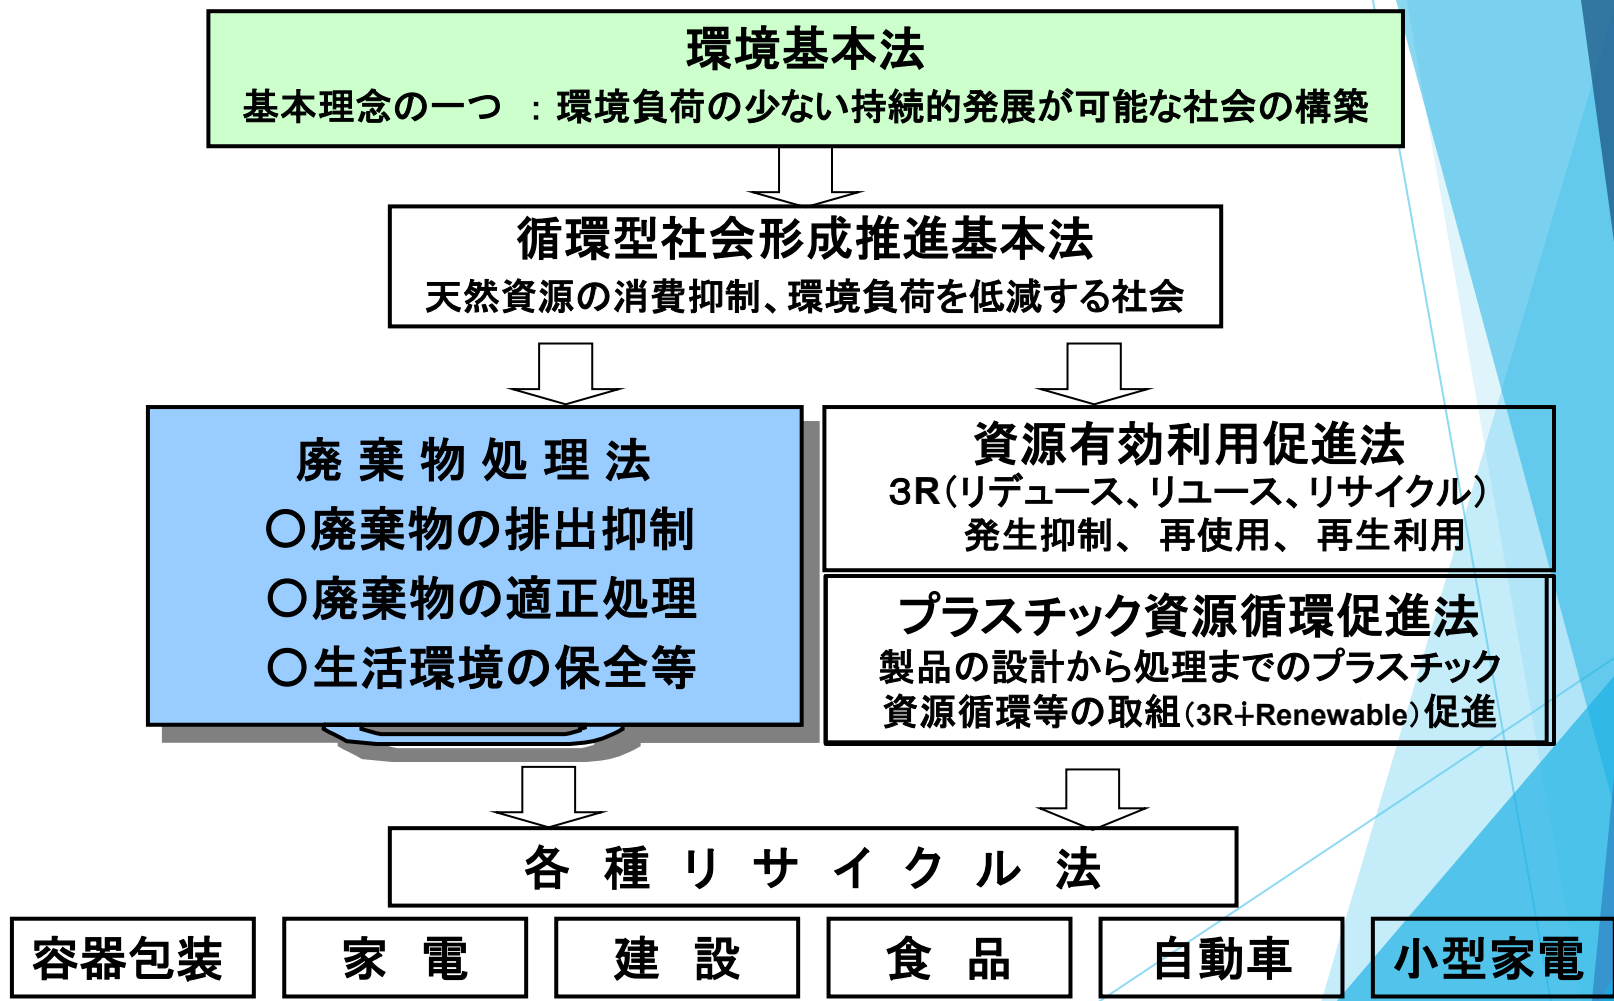 環境基本法
基本理念の一つ ：環境負荷の少ない持続的発展が可能な社会の構築
循環型社会形成推進基本法
天然資源の消費抑制、環境負荷を低減する社会
廃棄物処理法
〇廃棄物の排出抑制
〇廃棄物の適正処理
〇生活環境の保全等
資源有効利用促進法
３Ｒ（リデュース、リユース、リサイクル）
発生抑制、再使用、再生利用
プラスチック資源循環促進法
製品の設計から処理までのプラスチック
資源循環等の取組（3R＋Renewable）促進
各種リサイクル法
容器包装
家電
建設
食品
自動車
小型家電